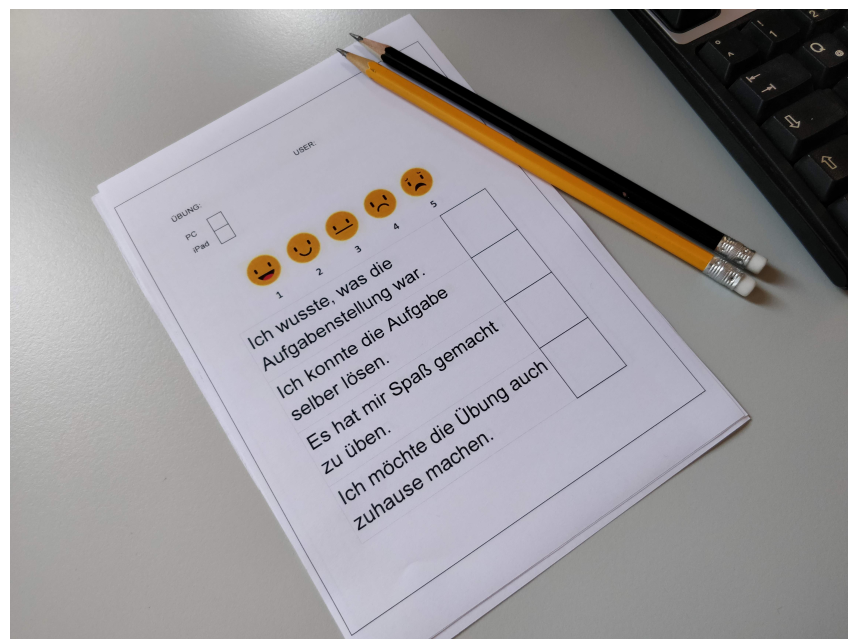 USER:
ÜBUNG:
PC
iPad
1 2 3 4 5
Ich wusste, was die
Aufgabenstellung war.
Ich konnte die Aufgabe
selber lösen.
Es hat mir Spaß gemacht
zu üben.
Ich möchte die Übung auch
zuhause machen.